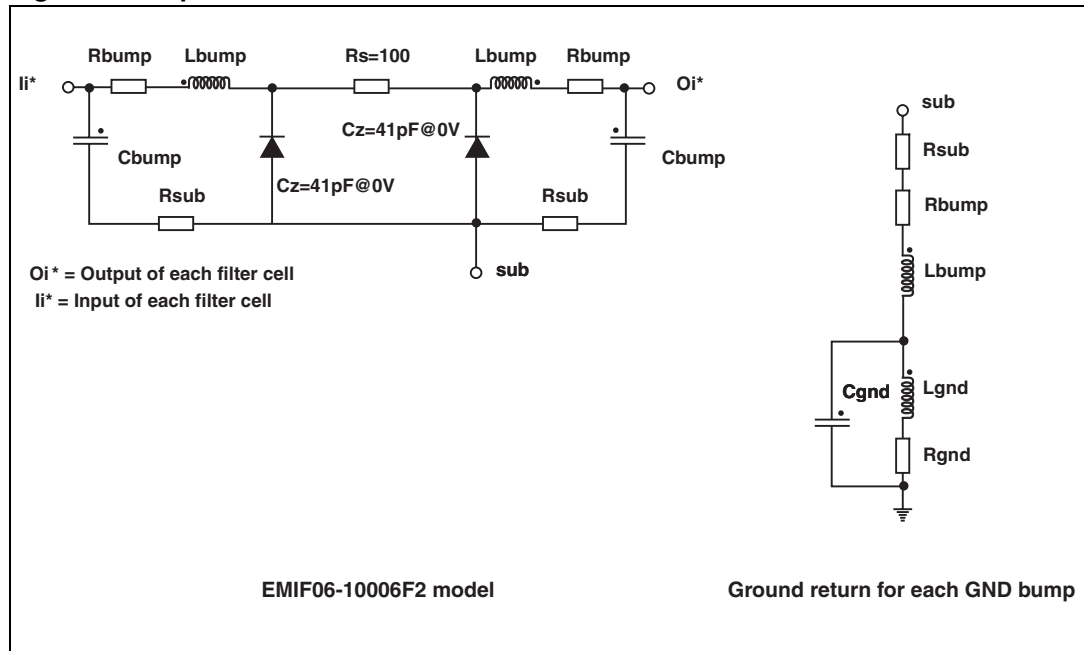 Rbump
Lbump
Rs=100
Lbump
Rbump
Ii*
Oi*
Cz=41pF@0V
Cbump
Cbump
Cz=41pF@0V
Rsub
Rsub
sub
Oi* = Output of each filter cell
Ii* = Input of each filter cell
EMIF06-10006F2 model
sub
Rsub
Rbump
Lbump
Cgnd
Lgnd
Rgnd
Ground return for each GND bump